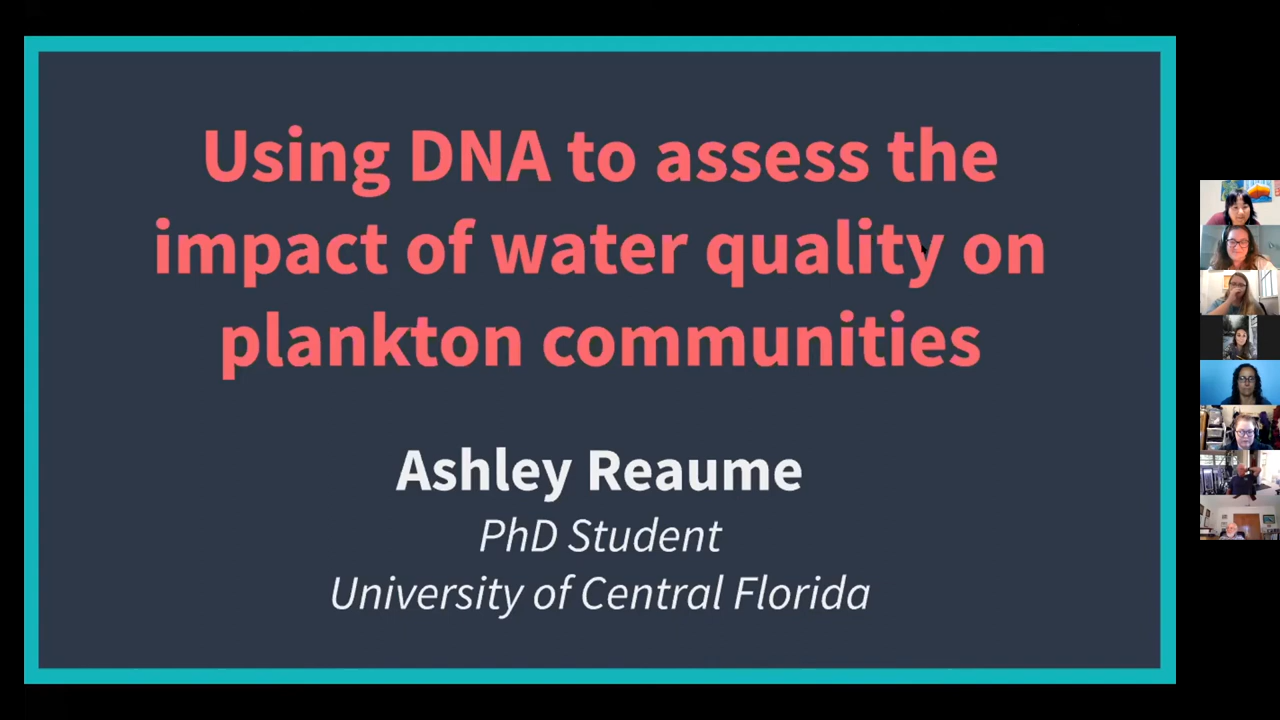 Using DNA to assess the
impact of water quality on
plankton communities
Ashley Reaume
PhD Student
University of Central Florida